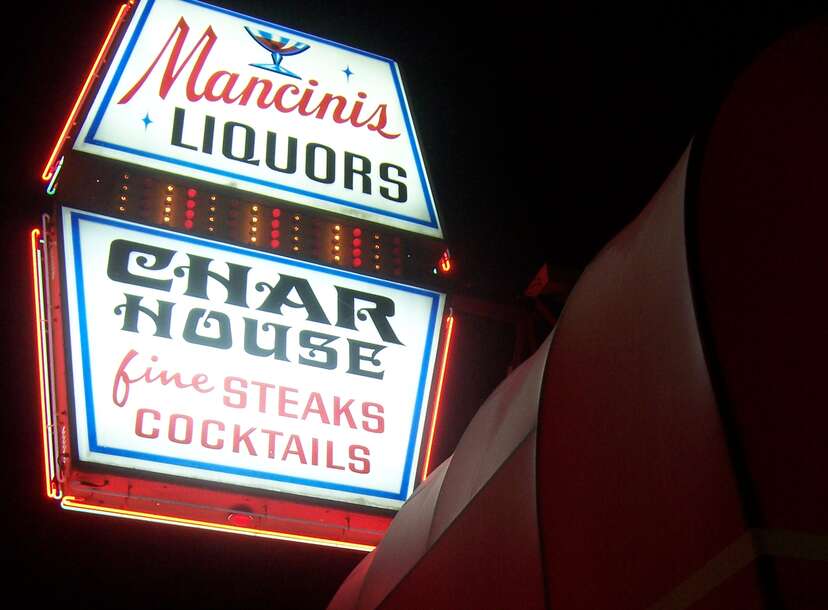 Mancinis
LIQUORS
CHAR
HOUSE
fine STEAKS
COCKTAILS